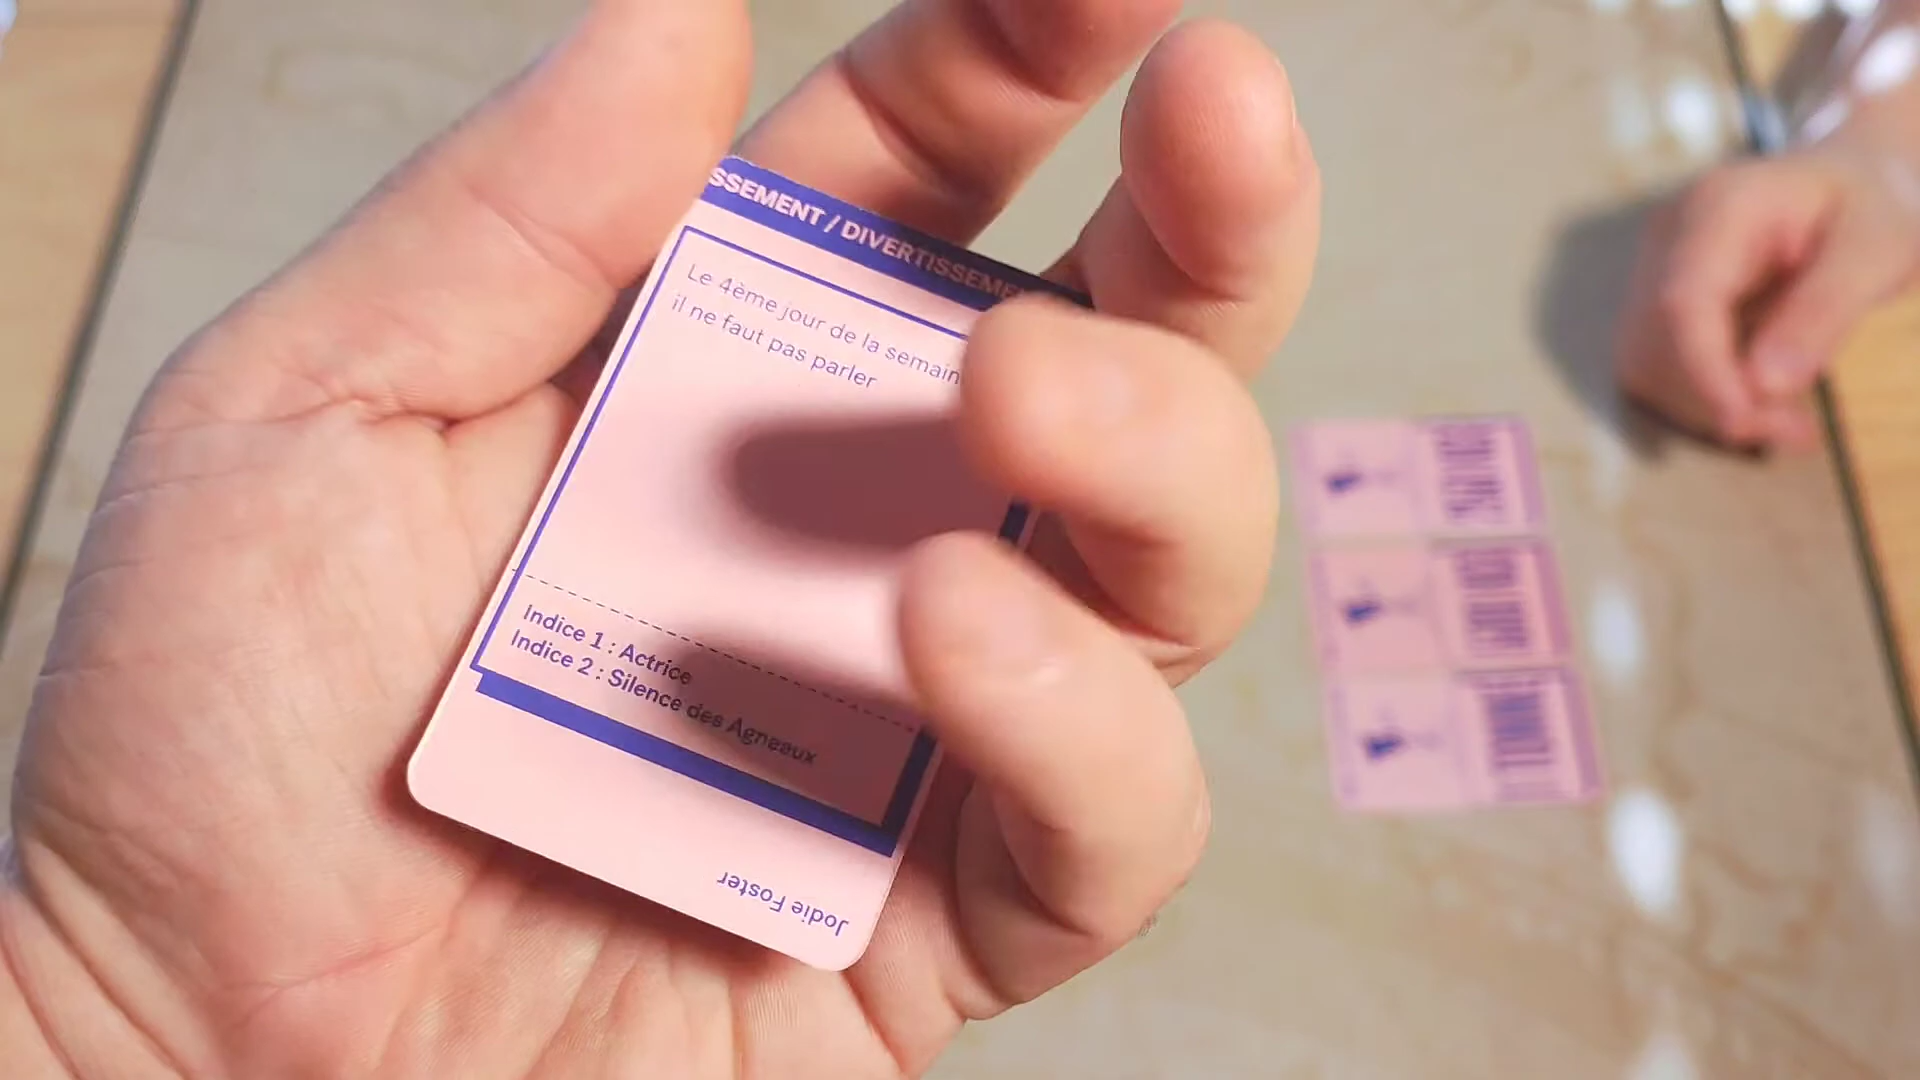 SSEMENT / DIVERTISSEME
Le 4ème jour de la semain
il ne faut pas parler
Indice 1 : Actrice
Indice 2 : Silence des Agneaux
Jodie Foster